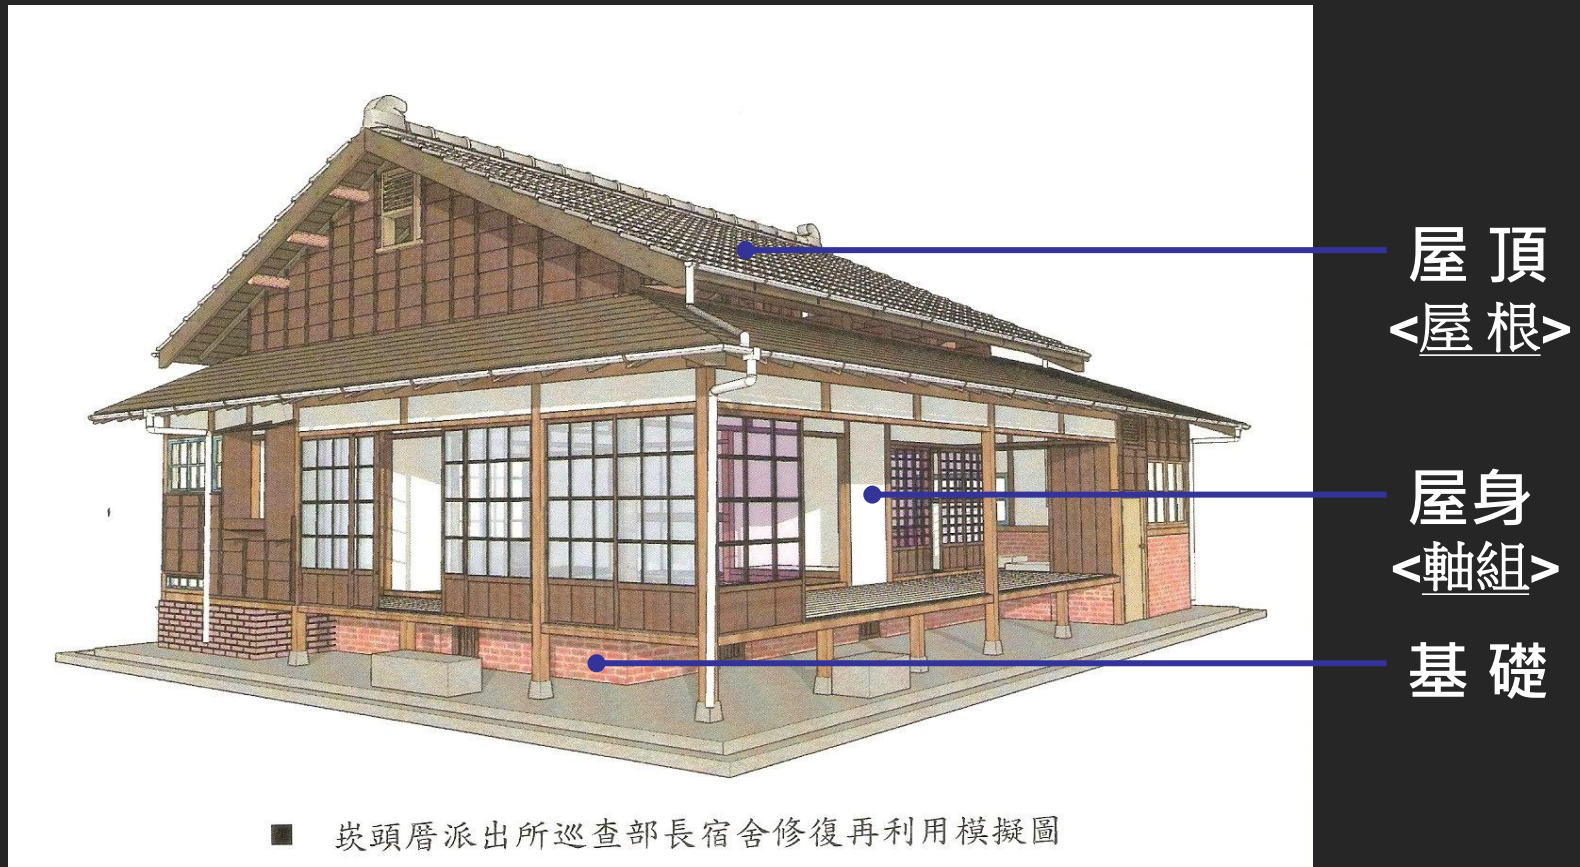 屋 頂
<屋 根>
屋身
<軸組>
基 礎
■ 崁頭厝派出所巡查部長宿舍修復再利用模擬圖